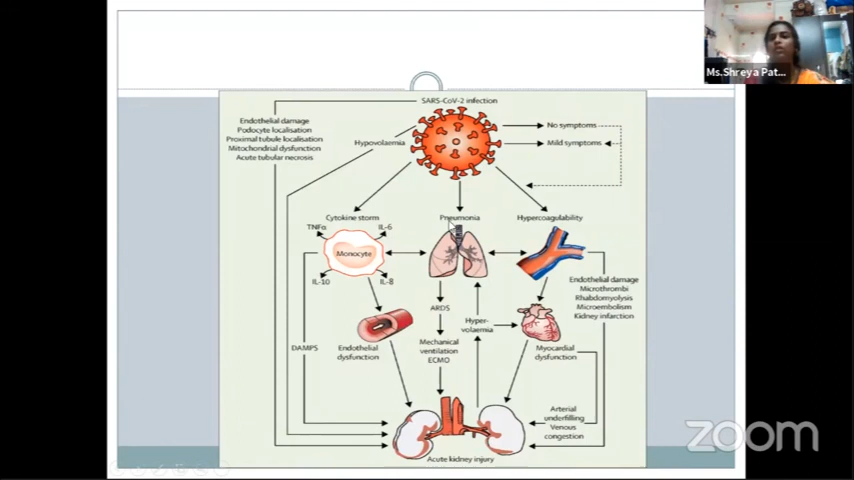 Ms.Shreya Pat...
SARS-CoV-2 infection
Endothelial damage
Podocyte localisation
Proximal tubule localisation
Mitochondrial dysfunction
Acute tubular necrosis
Hypovolaemia
No symptoms
Mild symptoms
Cytokine storm
Pneumonia
Hypercoagulability
TNFα
IL-6
Monocyte
IL-10
IL-8
Endothelial damage
Microthrombi
Rhabdomyolysis
Microembolism
Kidney infarction
ARDS
Hyper-
volaemia
DAMPS
Endothelial
dysfunction
Mechanical
ventilation
ECMO
Myocardial
dysfunction
Arterial
underfilling
Venous
congestion
Acute kidney injury
zoom